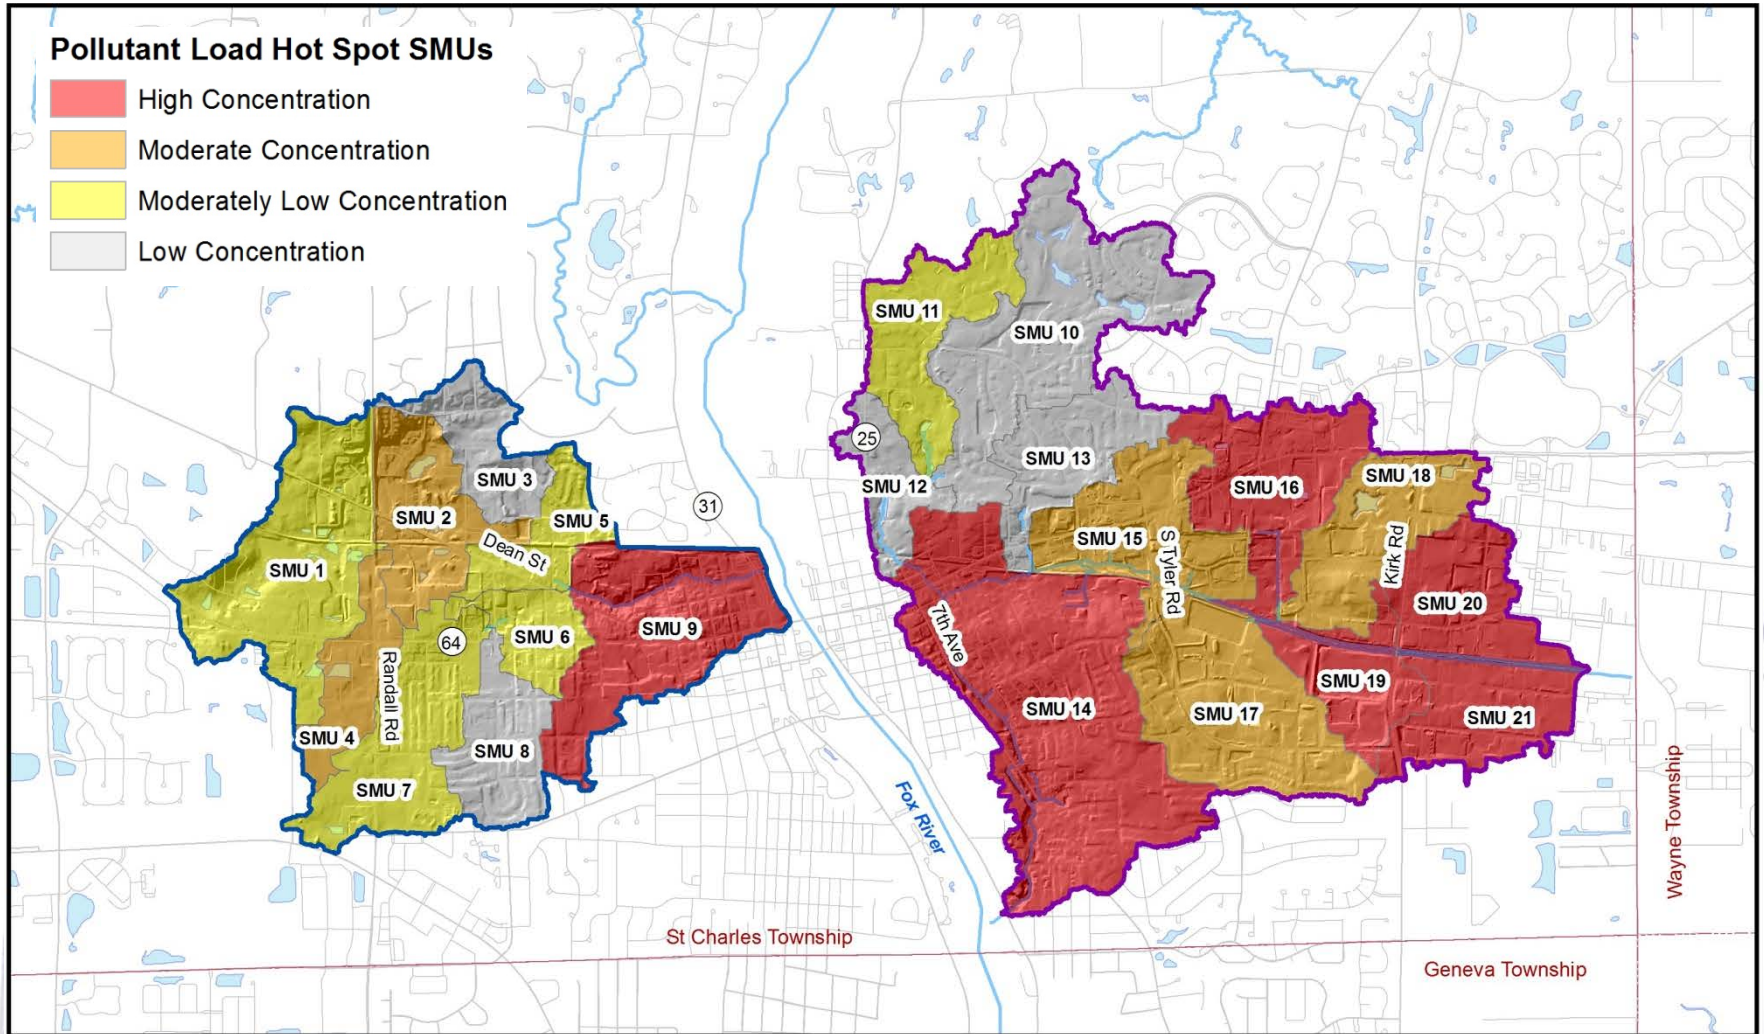 Pollutant Load Hot Spot SMUs
High Concentration
Moderate Concentration
Moderately Low Concentration
Low Concentration
SMU 11
SMU 10
25
SMU 13
SMU 12
SMU 16
SMU 18
SMU 3
SMU 2
SMU 5
31
Dean St
SMU 15
S Tyler Rd
Kirk Rd
SMU 1
SMU 20
SMU 9
SMU 6
64
7th Ave
Randall Rd
SMU 19
SMU 14
SMU 17
SMU 21
SMU 4
SMU 8
SMU 7
Fox River
Wayne Township
St Charles Township
Geneva Township